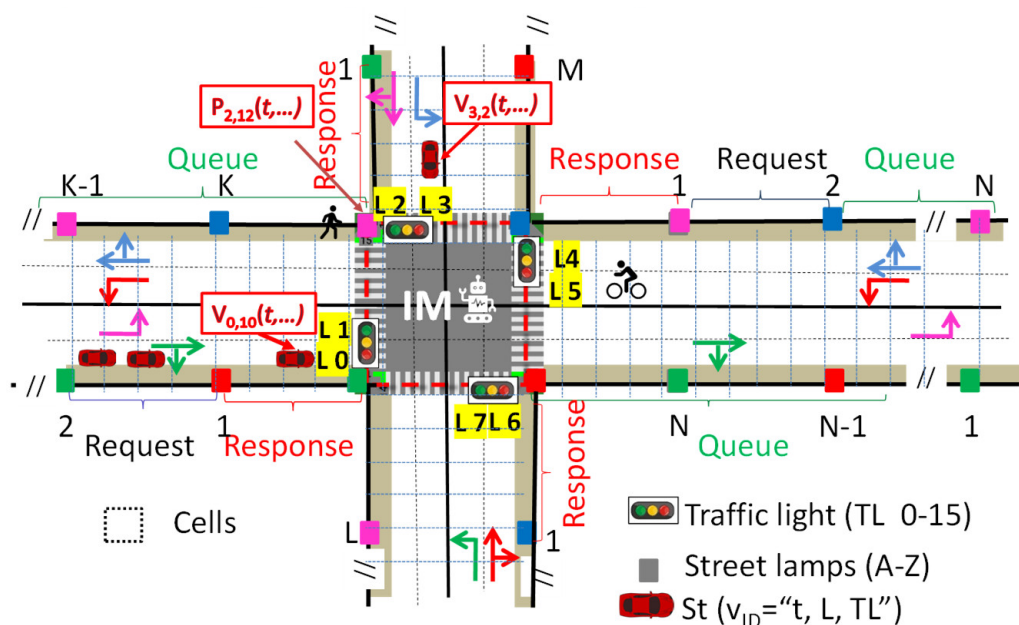 //
//
1
M
P2,12(t,...)
V3,2(t,...)
Response
Queue
Response
Request
Queue
K-1
K
1
2
N
//
L 2
L 3
//
15
L4
L 5
IM
V0,10(t,...)
L 1
L 0
//
//
2
1
L 7
L 6
N
N-1
1
Request
Response
Response
Queue
Cells
L
1
Traffic light (TL 0-15)
//
//
Street lamps (A-Z)
St (vID=“t, L, TL”)